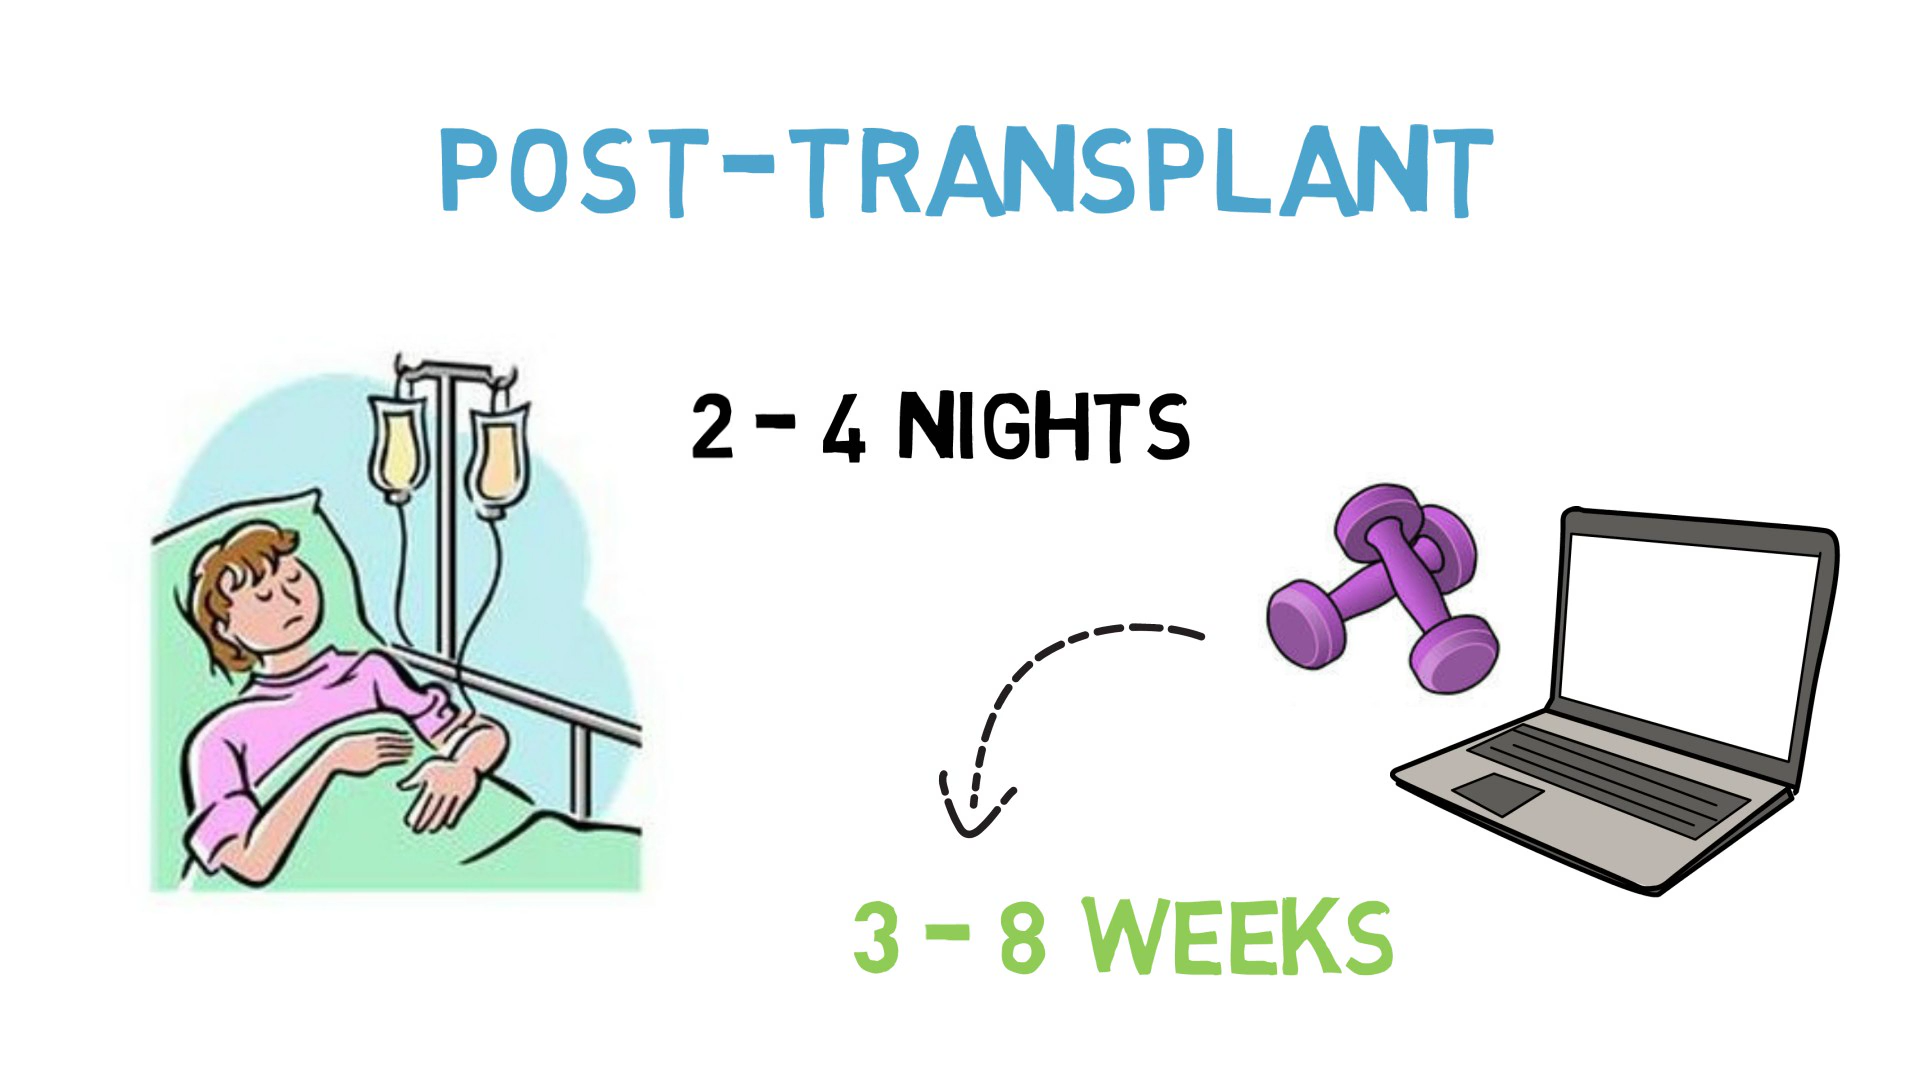 POST-TRANSPLANT
2 - 4 NIGHTS
3 - 8 WEEKS